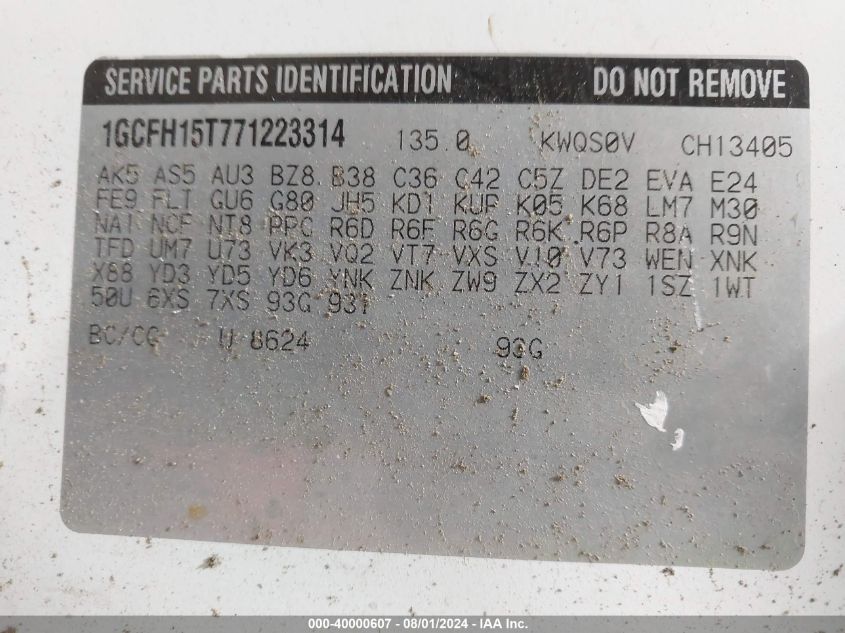 SERVICE PARTS IDENTIFICATION DO NOT REMOVE
1GCFH15T771223314 135.0 KWQS0V CH13405
AK5 AS5 AU3 BZ8 B38 C36 C42 C5Z DE2 EVA E24
FE9 FLT GU6 G80 JH5 KD1 KUP K05 K68 LM7 M30
NA1 NCF NT8 PPC R6D R6F R6G R6K R6P R8A R9N
TFD UM7 U73 VK3 VQ2 VT7 VXS V10 V73 WEN XNK
X88 YD3 YD5 YD6 YNK ZNK ZW9 ZX2 ZY1 1SZ 1WT
50U 6XS 7XS 93G 931
BC/CC U 8624 93G
000-40000607 - 08/01/2024 - IAA Inc.